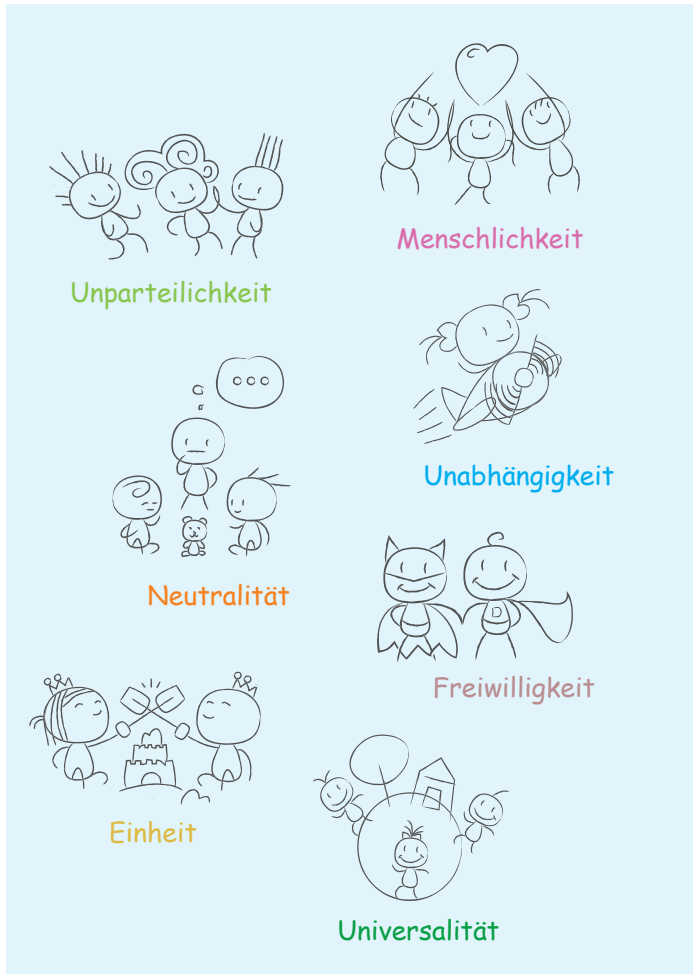 Menschlichkeit
Unparteilichkeit
Unabhängigkeit
Neutralität
D
Freiwilligkeit
Einheit
Universalität